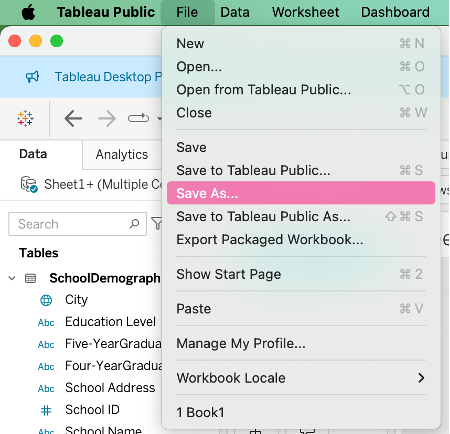 Tableau Public File Data Worksheet Dashboard
New ⌘ N
Tableau Desktop P
Open... ⌘ O
Open from Tableau Public... ⌥ O
Close ⌘ W
Data Analytics
Save
Save to Tableau Public... ⌘ S
Sheet1+ (Multiple Co
Save As...
Save to Tableau Public As... ⇧ ⌘ S
Search
Export Packaged Workbook...
Tables
Show Start Page ⌘ 2
SchoolDemograph
City
Paste ⌘ V
Abc Education Level
Abc Five-YearGradua
Manage My Profile...
Abc Four-YearGradua
Workbook Locale
Abc School Address
# School ID
1 Book1
Abc School Name